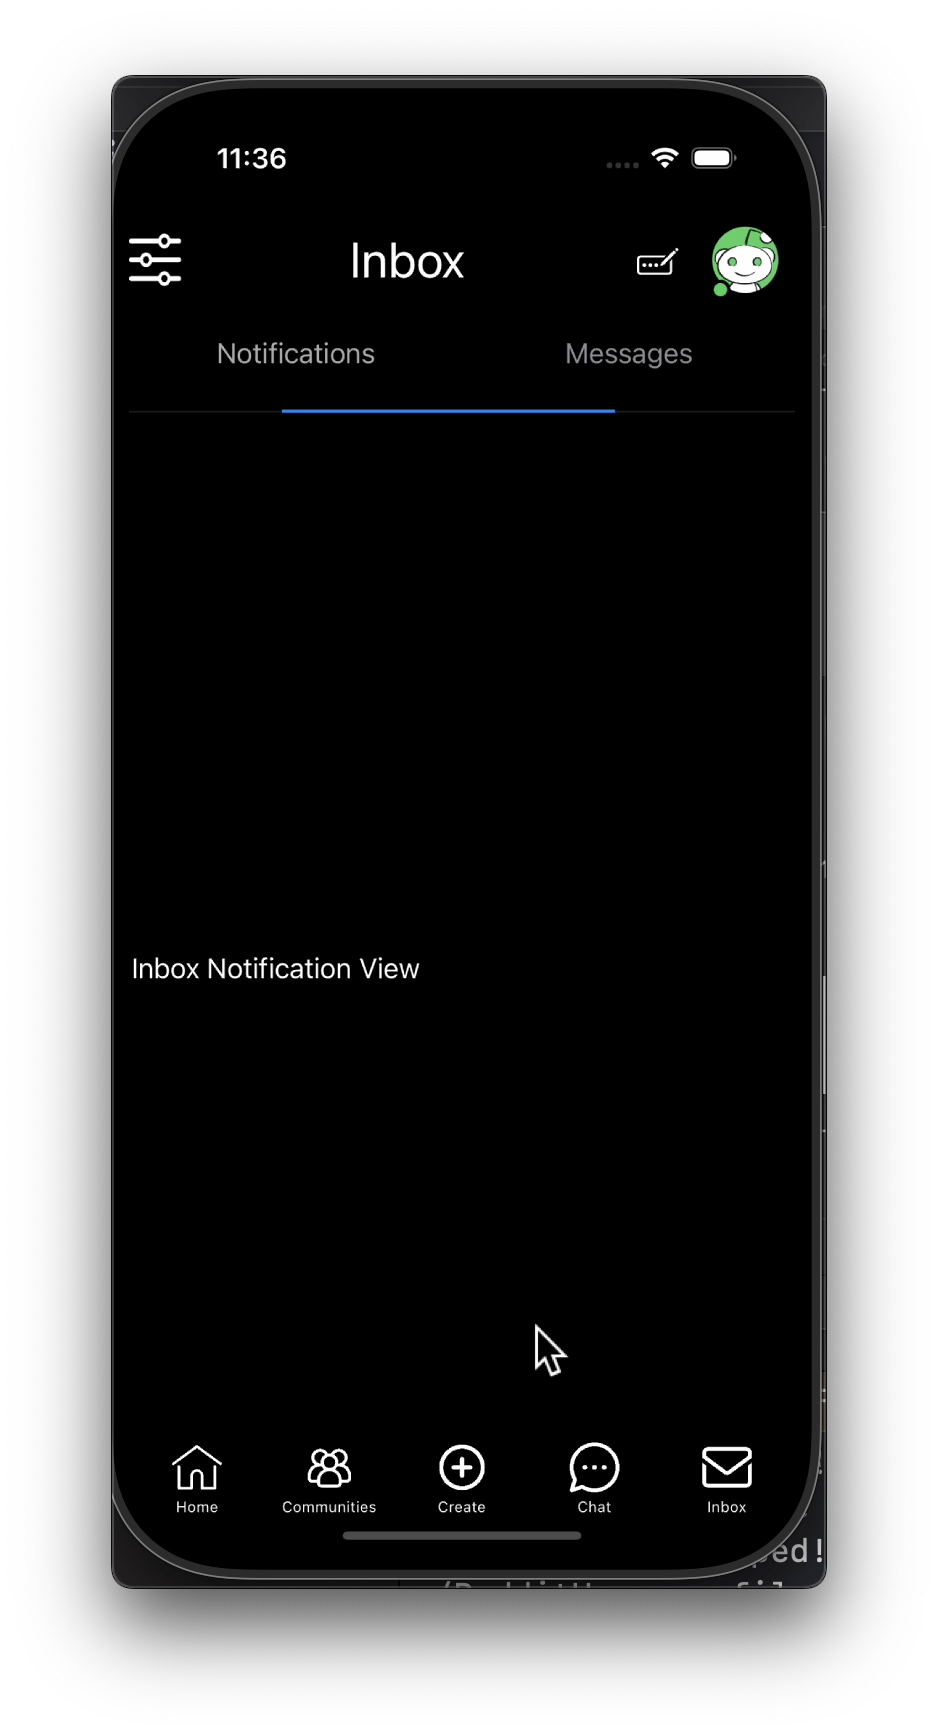 11:36
Inbox
Notifications
Messages
Inbox Notification View
Home
Communities
Create
Chat
Inbox